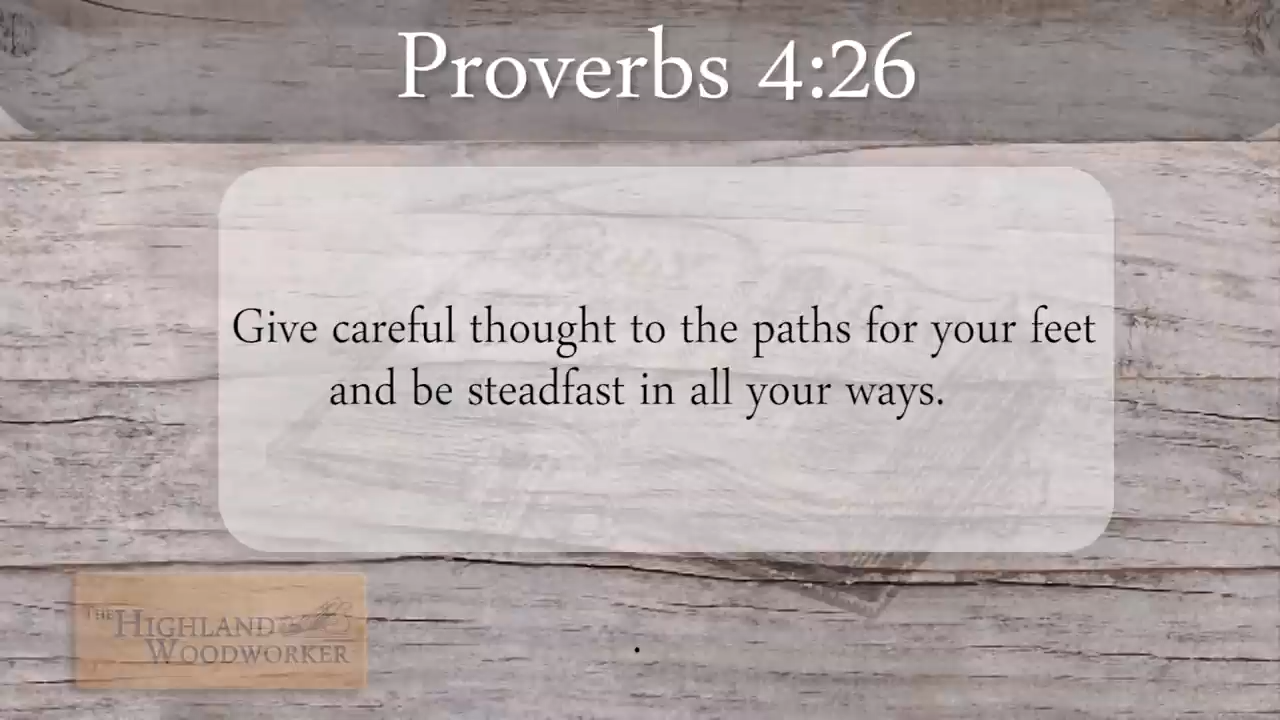 Proverbs 4:26
Give careful thought to the paths for your feet
and be steadfast in all your ways.
.
THE HIGHLAND
WOODWORKER